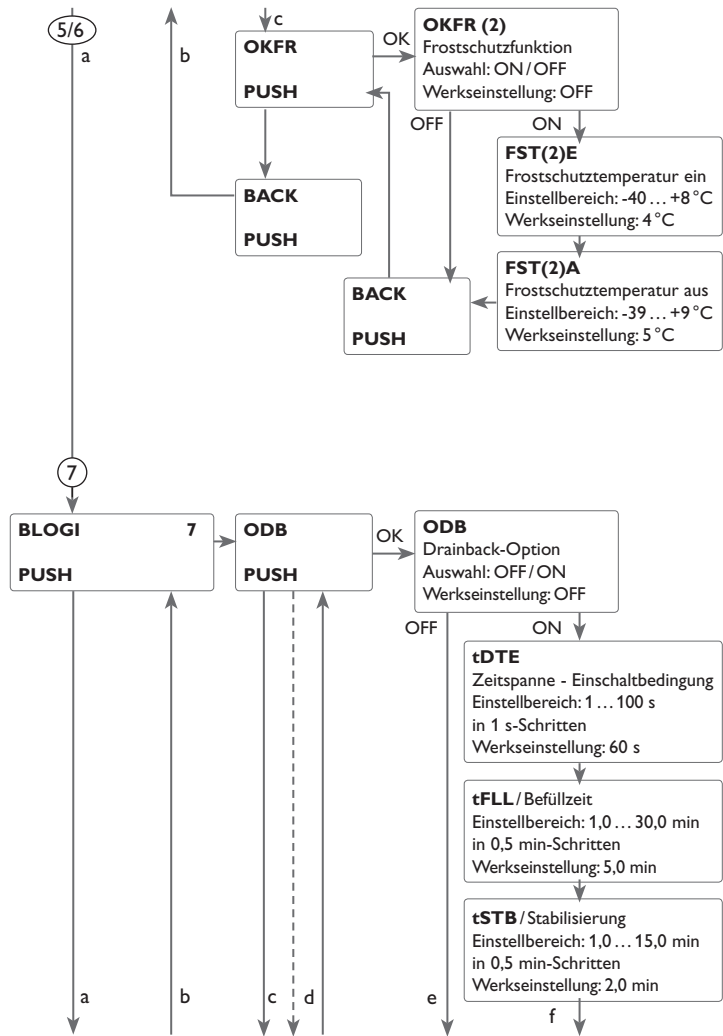 5/6
a
b
c
OKFR
PUSH
OK
OKFR (2)
Frostschutzfunktion
Auswahl: ON / OFF
Werkseinstellung: OFF
OFF
ON
FST(2)E
Frostschutztemperatur ein
Einstellbereich: -40 … +8 °C
Werkseinstellung: 4 °C
BACK
PUSH
FST(2)A
Frostschutztemperatur aus
Einstellbereich: -39 … +9 °C
Werkseinstellung: 5 °C
BACK
PUSH
7
BLOGI 7
PUSH
ODB
PUSH
OK
ODB
Drainback-Option
Auswahl: OFF / ON
Werkseinstellung: OFF
OFF
ON
tDTE
Zeitspanne - Einschaltbedingung
Einstellbereich: 1 … 100 s
in 1 s-Schritten
Werkseinstellung: 60 s
tFLL / Befüllzeit
Einstellbereich: 1,0 … 30,0 min
in 0,5 min-Schritten
Werkseinstellung: 5,0 min
tSTB / Stabilisierung
Einstellbereich: 1,0 … 15,0 min
in 0,5 min-Schritten
Werkseinstellung: 2,0 min
a
b
c
d
e
f